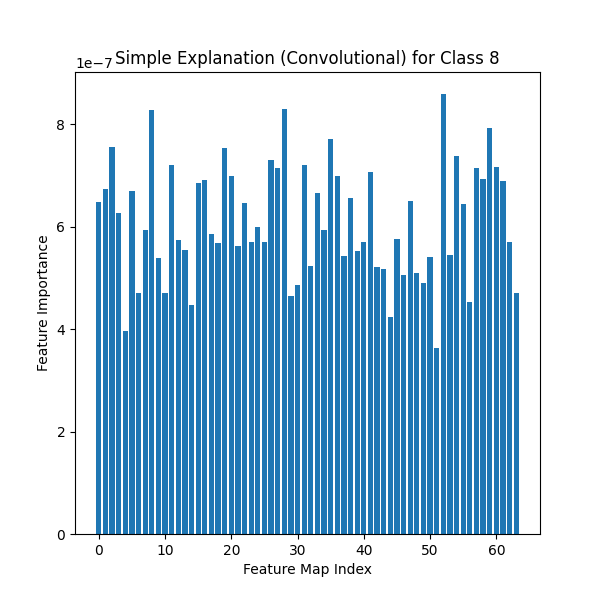 Simple Explanation (Convolutional) for Class 8
1e−7
8
6
4
2
0
Feature Importance
0 10 20 30 40 50 60
Feature Map Index